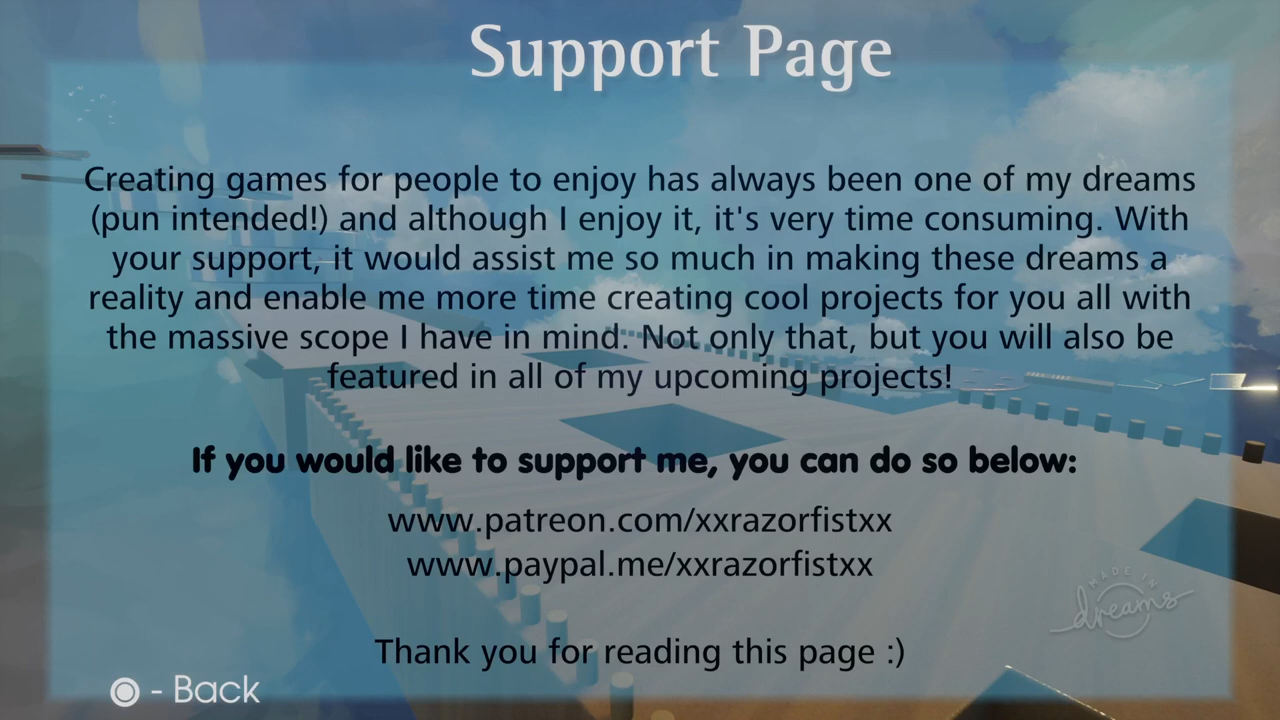 Support Page
Creating games for people to enjoy has always been one of my dreams
(pun intended!) and although I enjoy it, it's very time consuming. With
your support, it would assist me so much in making these dreams a
reality and enable me more time creating cool projects for you all with
the massive scope I have in mind. Not only that, but you will also be
featured in all of my upcoming projects!
If you would like to support me, you can do so below:
www.patreon.com/xxrazorfistxx
www.paypal.me/xxrazorfistxx
MADE IN
dreams
Thank you for reading this page :)
- Back